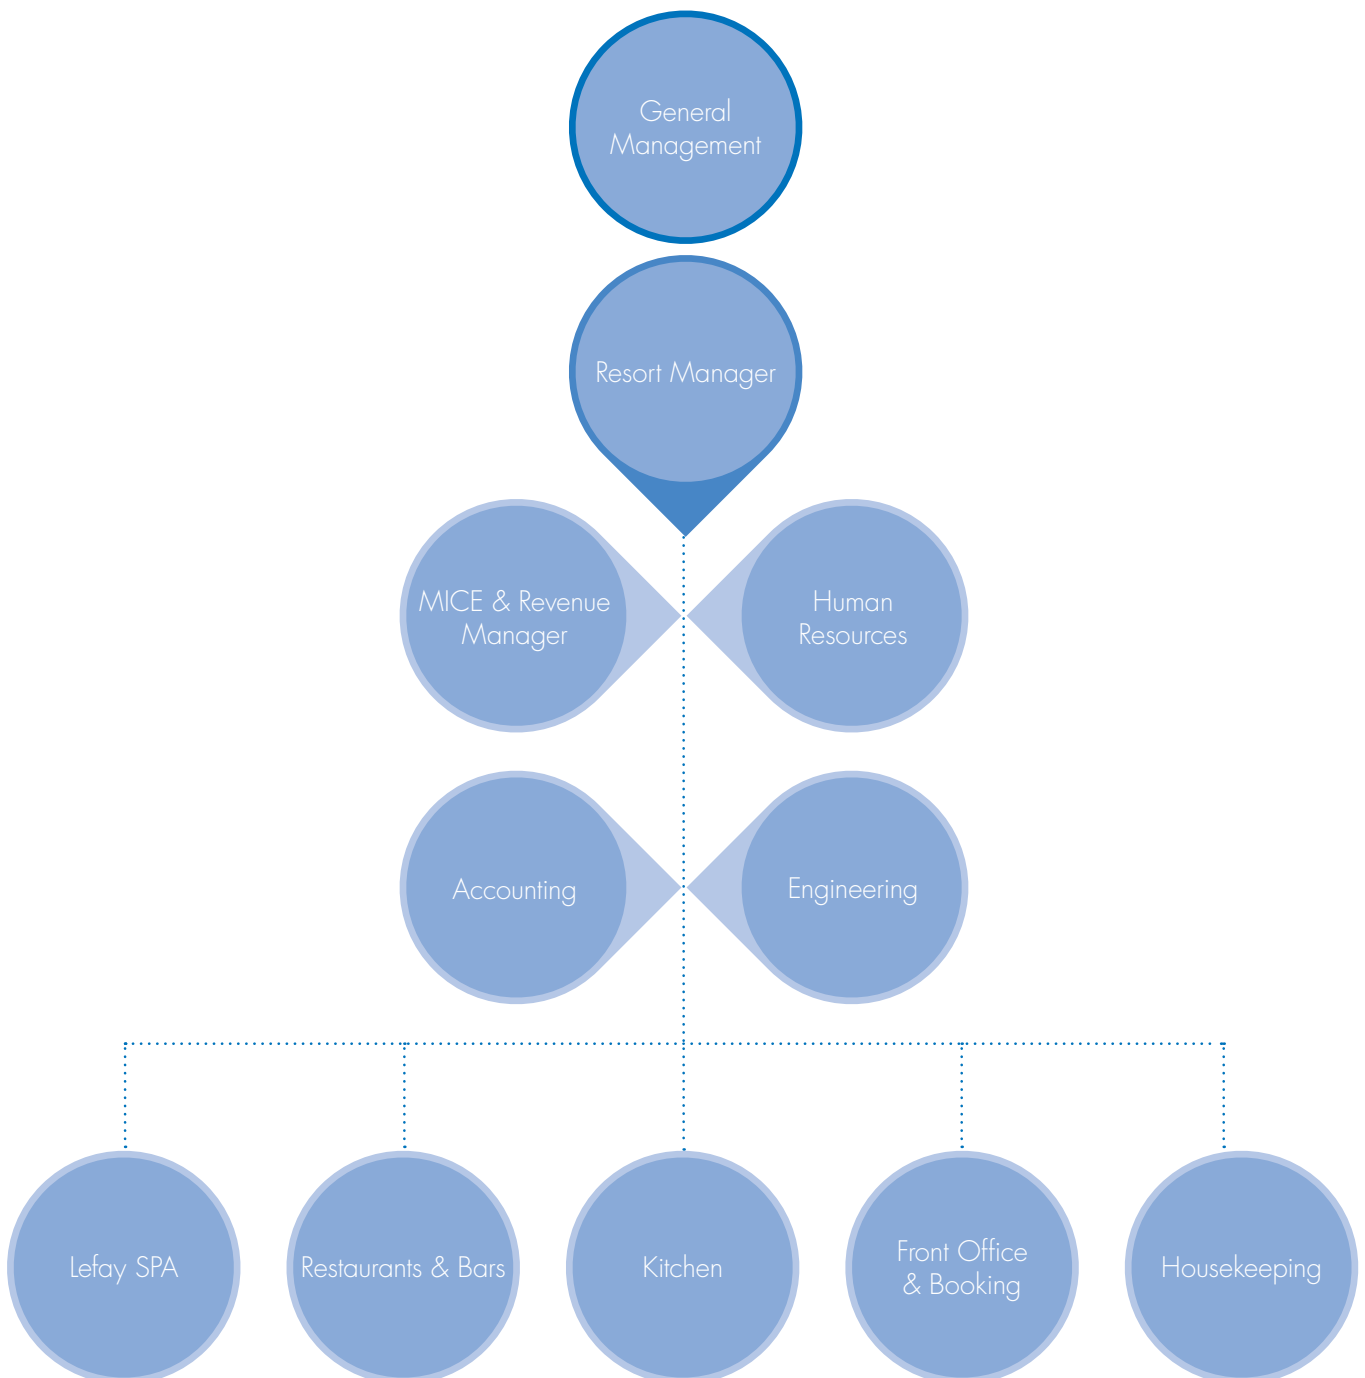 General
Management
Resort Manager
MICE & Revenue
Manager
Human
Resources
Accounting
Engineering
Lefay SPA
Restaurants & Bars
Kitchen
Front Office
& Booking
Housekeeping